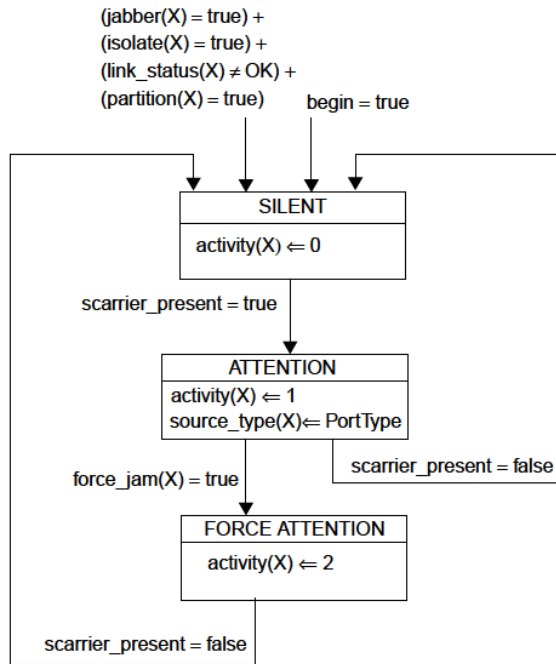 (jabber(X) = true) +
(isolate(X) = true) +
(link_status(X) ≠ OK) +
(partition(X) = true)
begin = true
SILENT
activity(X) ⇐ 0
scarrier_present = true
ATTENTION
activity(X) ⇐ 1
source_type(X)⇐ PortType
force_jam(X) = true
scarrier_present = false
FORCE ATTENTION
activity(X) ⇐ 2
scarrier_present = false